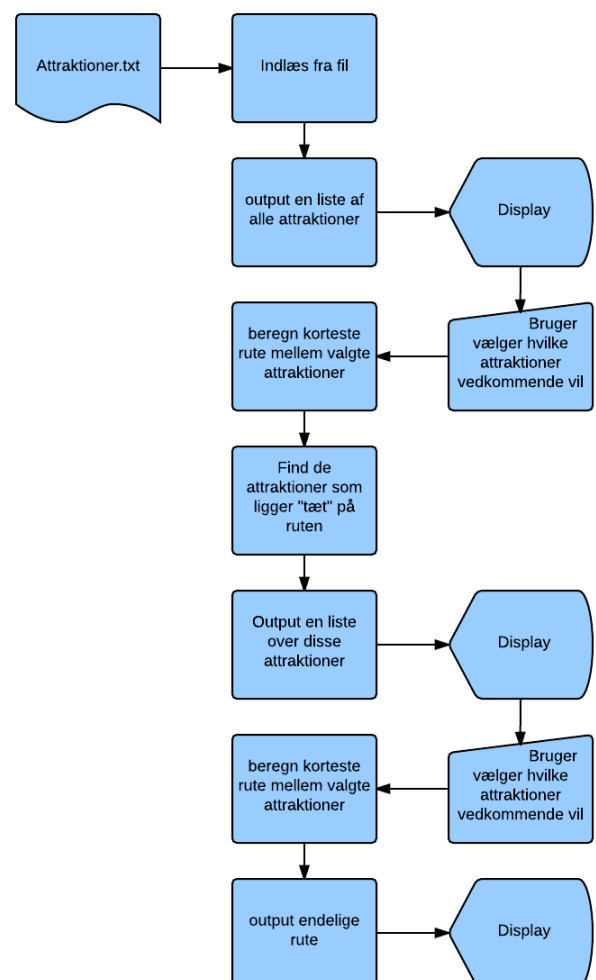 Attraktioner.txt
Indlæs fra fil
output en liste af
alle attraktioner
Display
Bruger
vælger hvilke
attraktioner
vedkommende vil
beregn korteste
rute mellem valgte
attraktioner
Find de
attraktioner som
ligger "tæt" på
ruten
Output en liste
over disse
attraktioner
Display
Bruger
vælger hvilke
attraktioner
vedkommende vil
beregn korteste
rute mellem valgte
attraktioner
output endelige
rute
Display